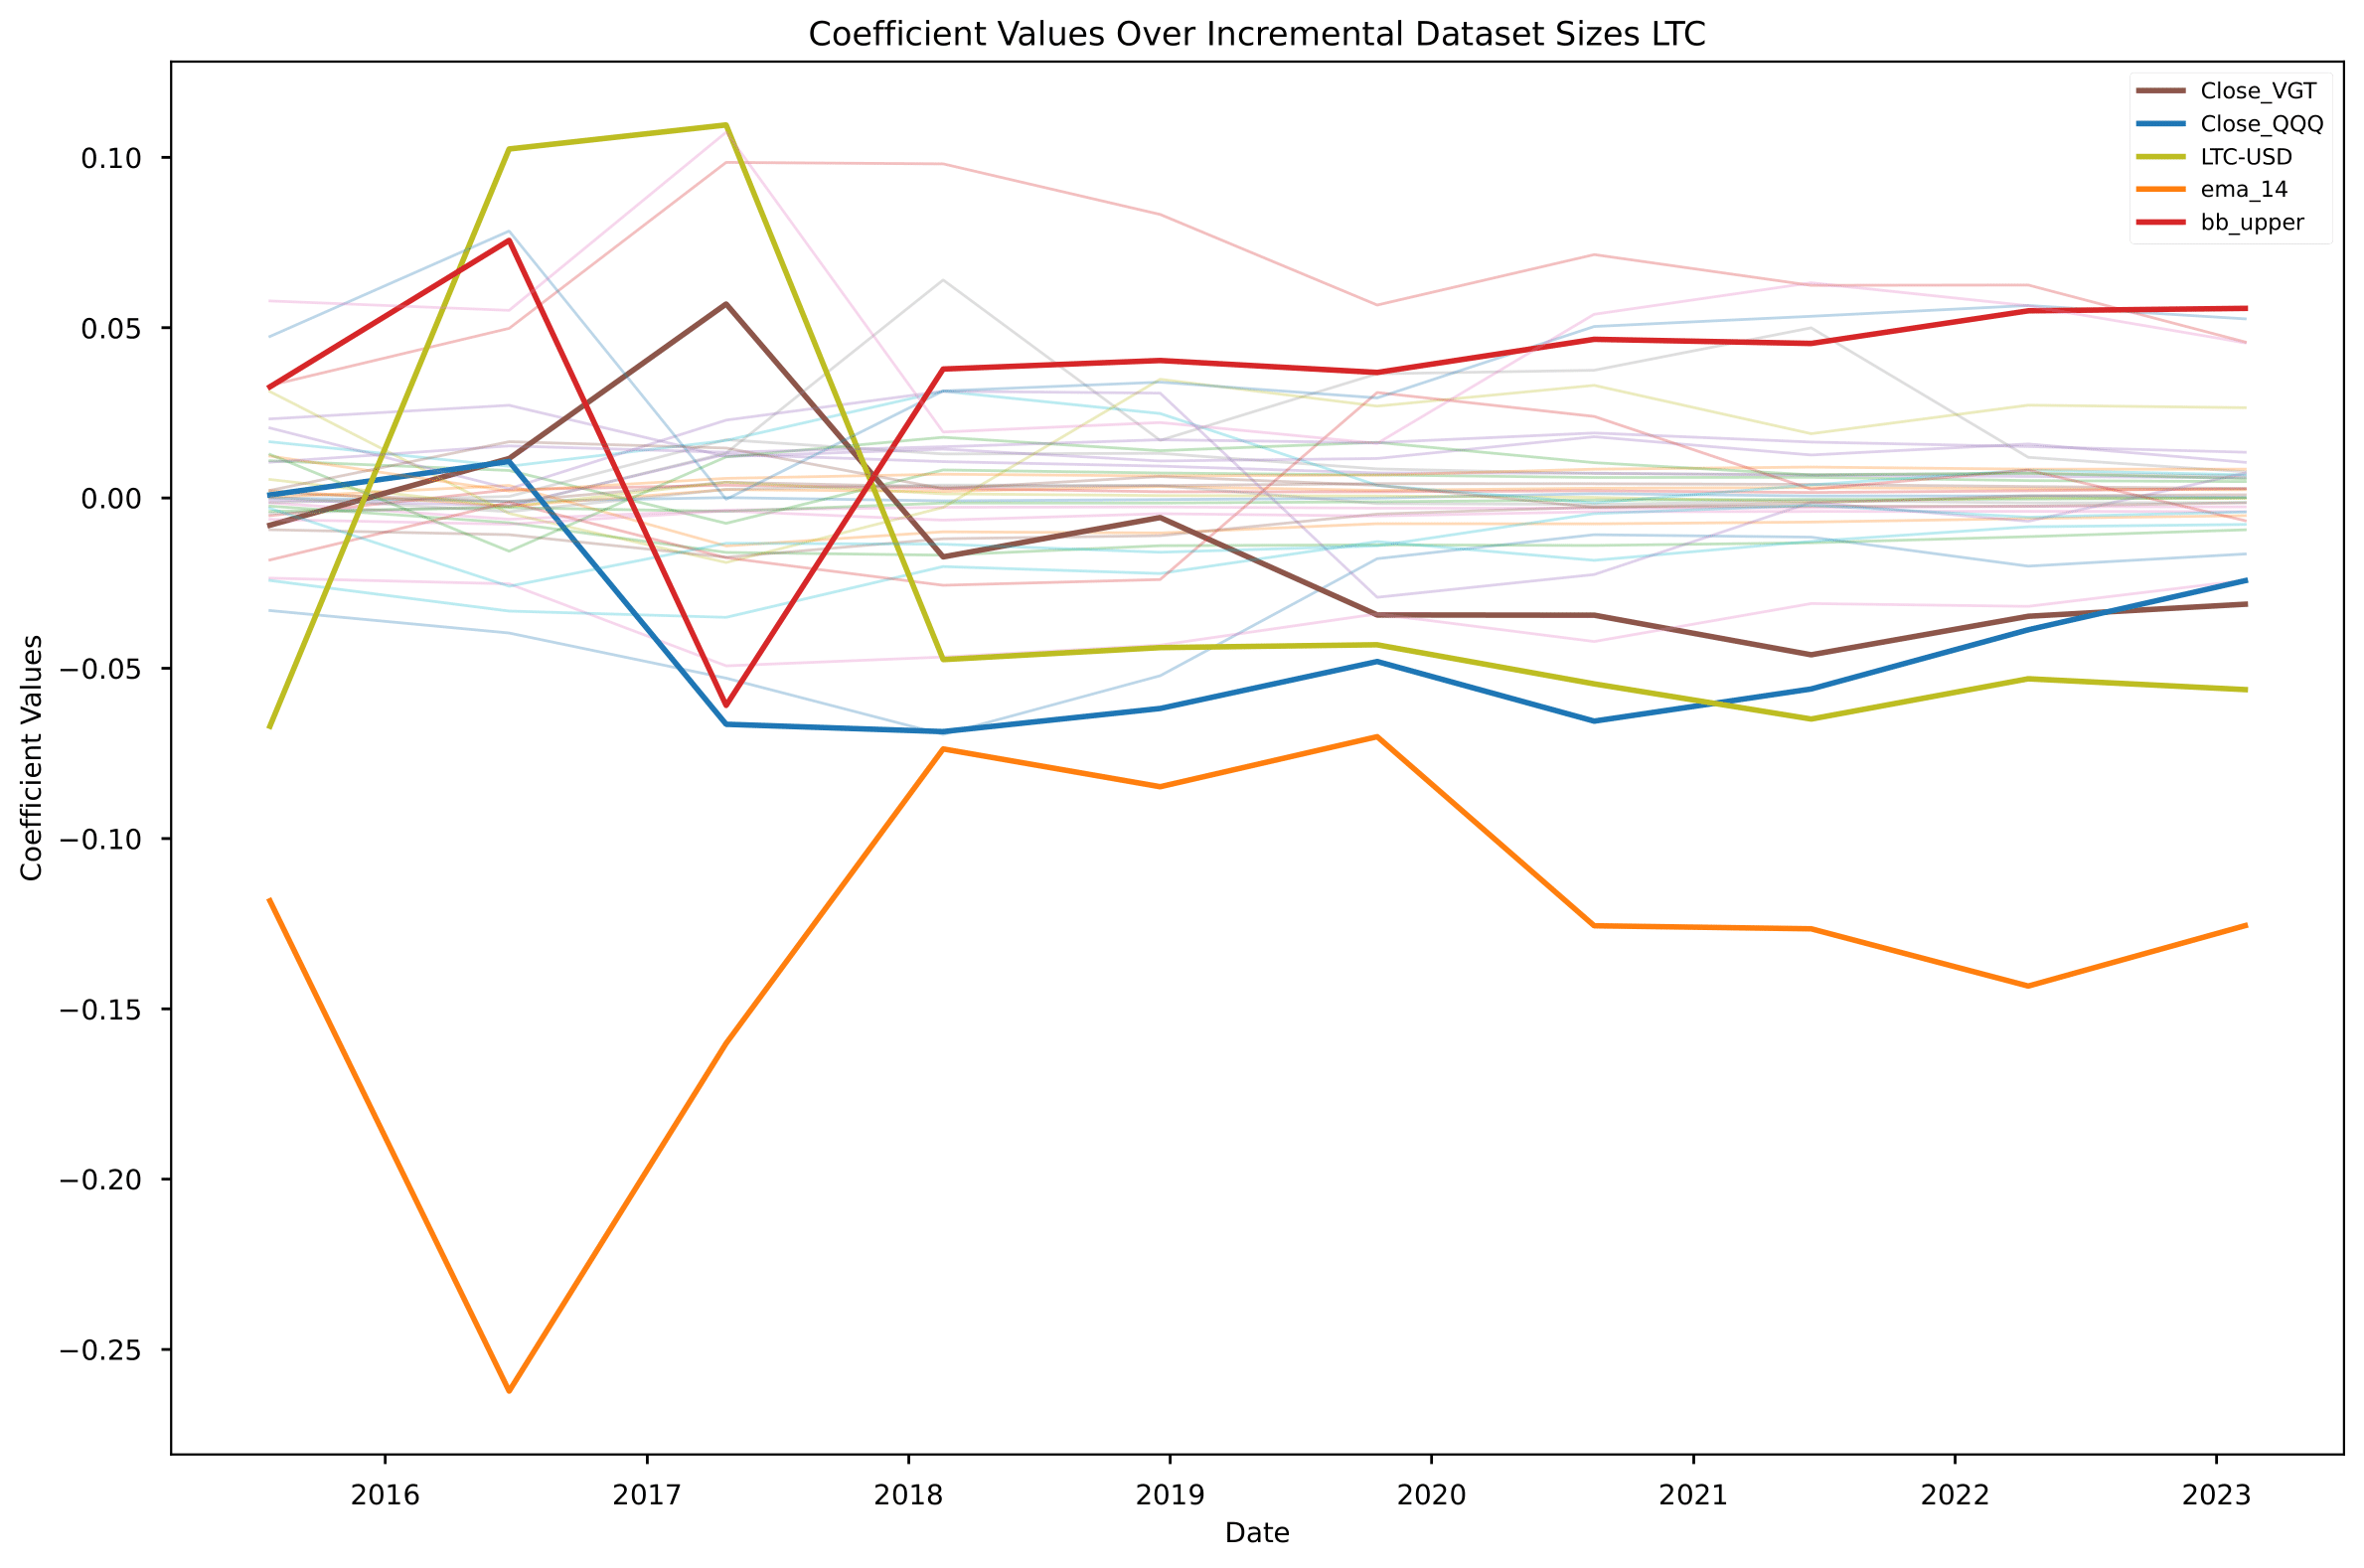 Coefficient Values Over Incremental Dataset Sizes LTC
Close_VGT
Close_QQQ
LTC-USD
ema_14
bb_upper
Coefficient Values
0.10
0.05
0.00
−0.05
−0.10
−0.15
−0.20
−0.25
2016 2017 2018 2019 2020 2021 2022 2023
Date